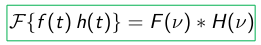 ℱ{f(t) h(t)} = F(ν) ∗ H(ν)